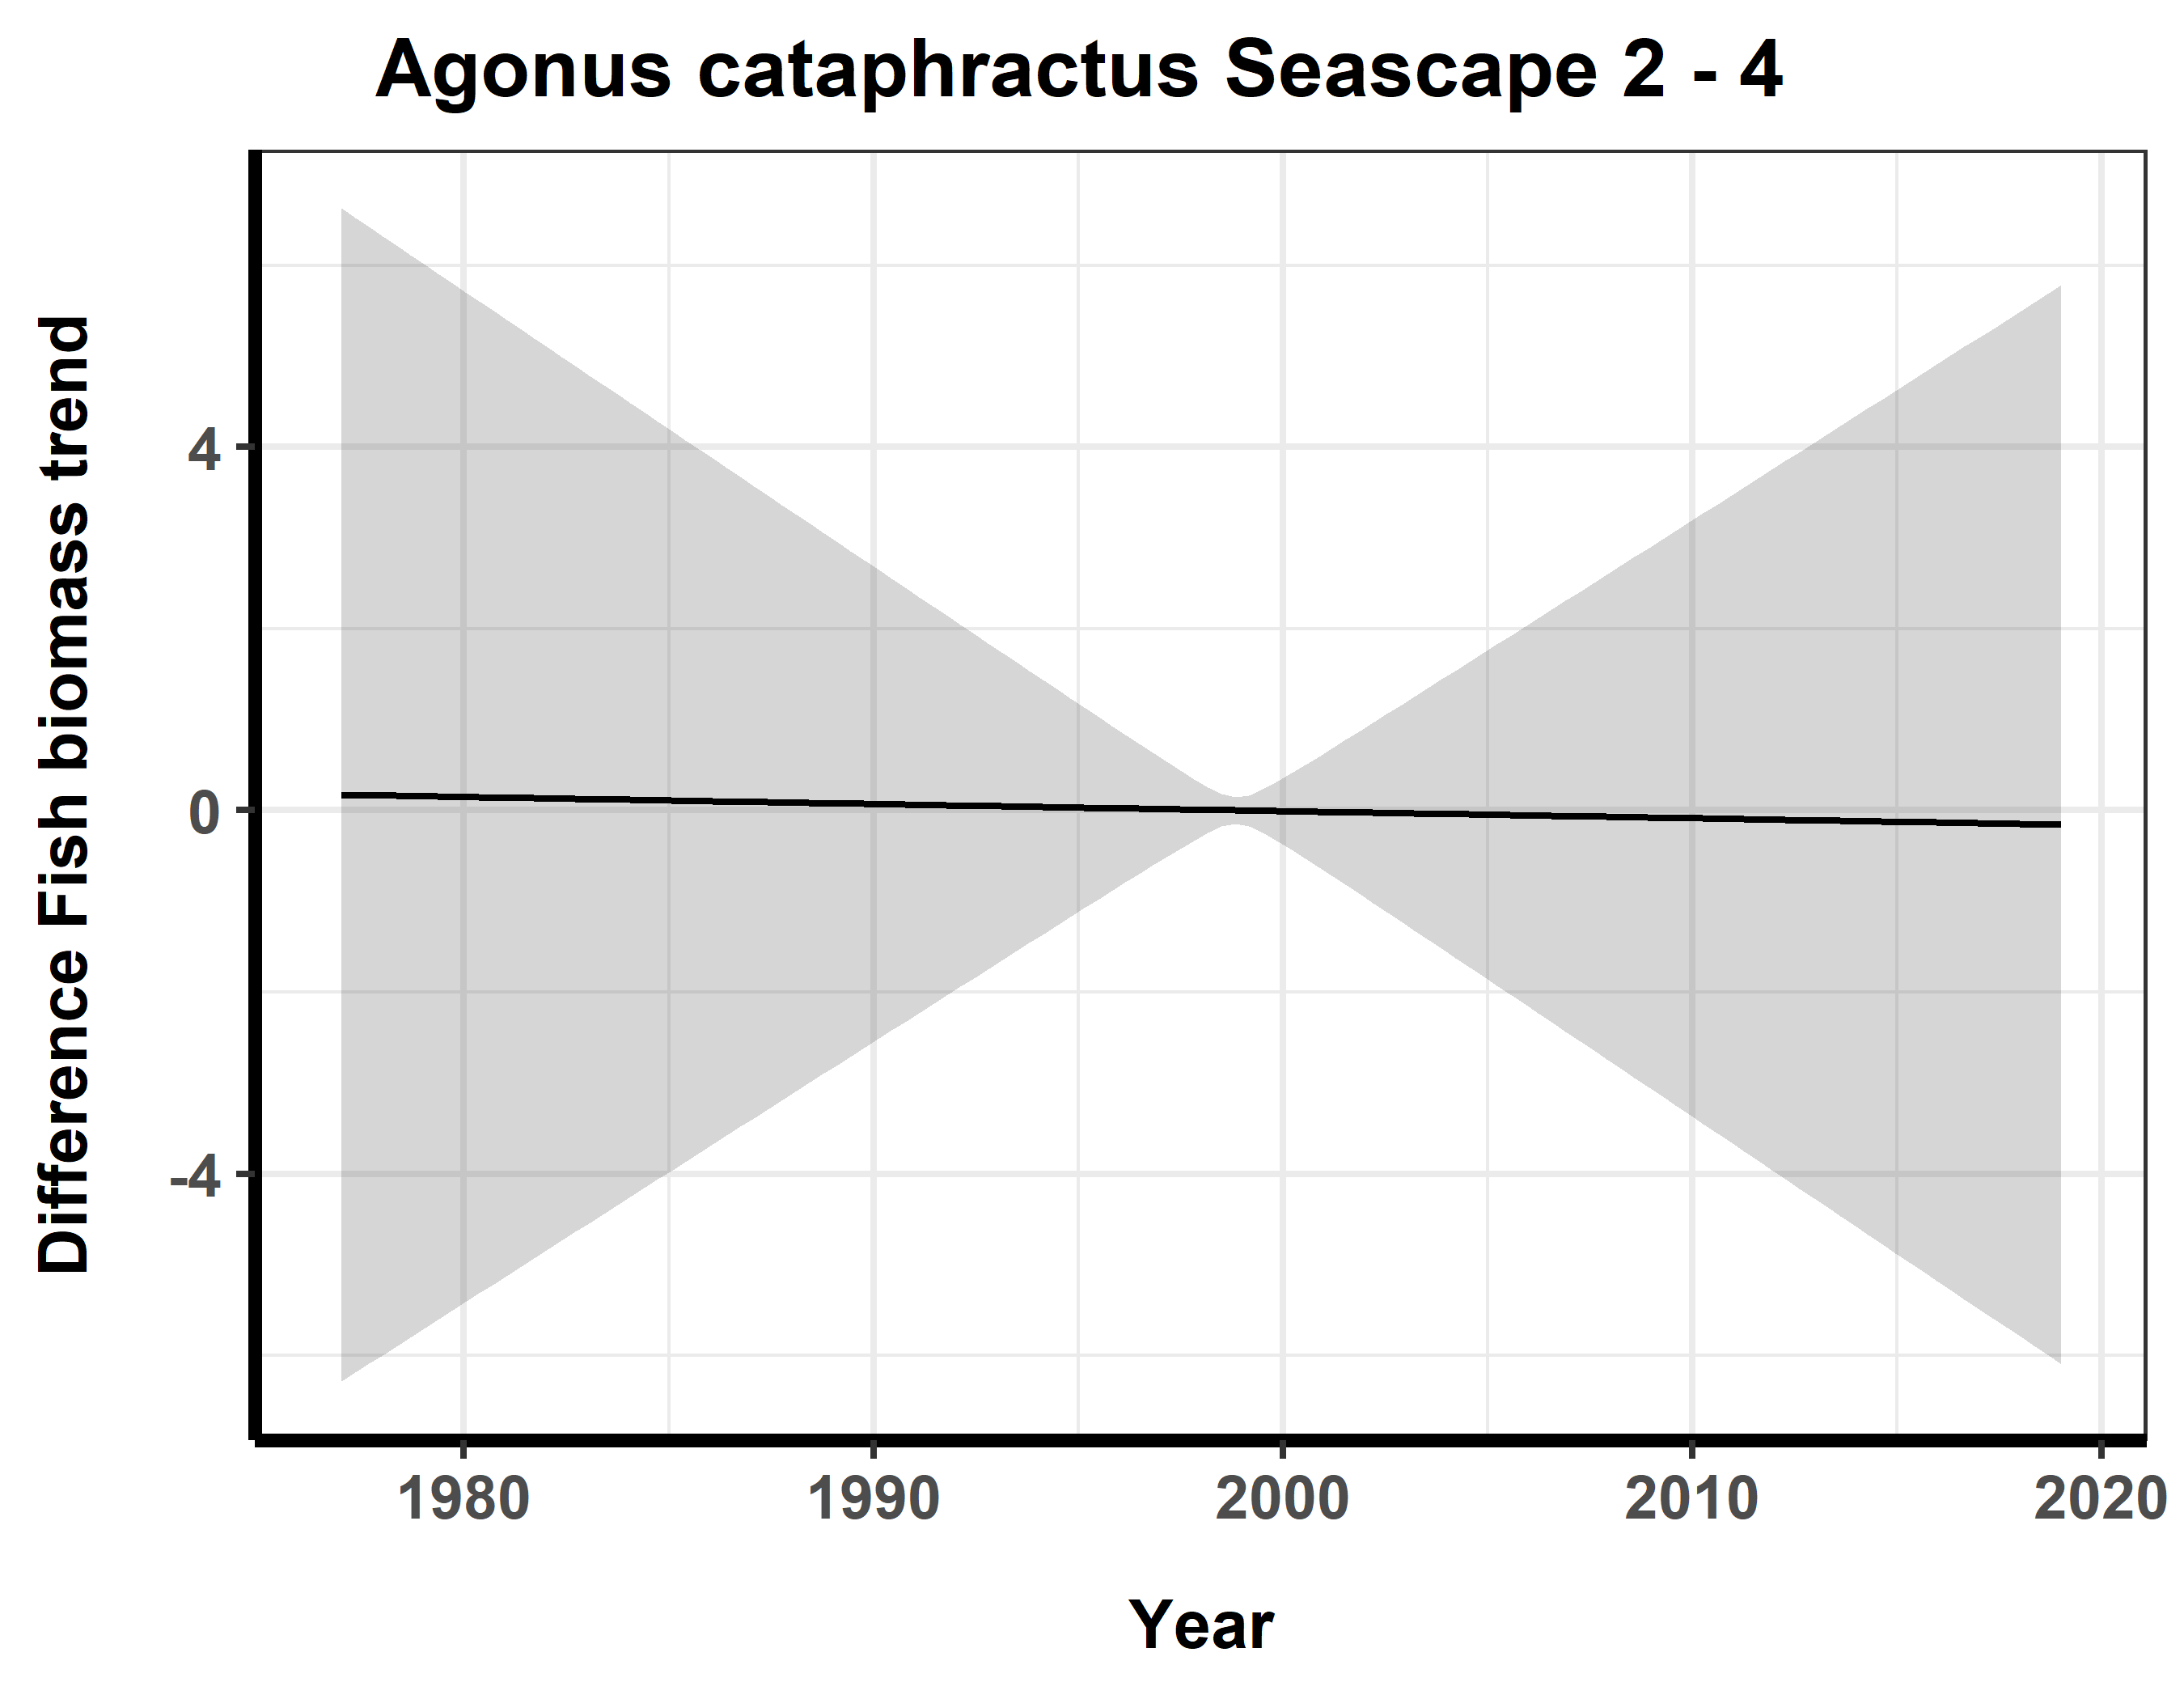 Agonus cataphractus Seascape 2 - 4
Difference Fish biomass trend
4
0
-4
1980 1990 2000 2010 2020
Year